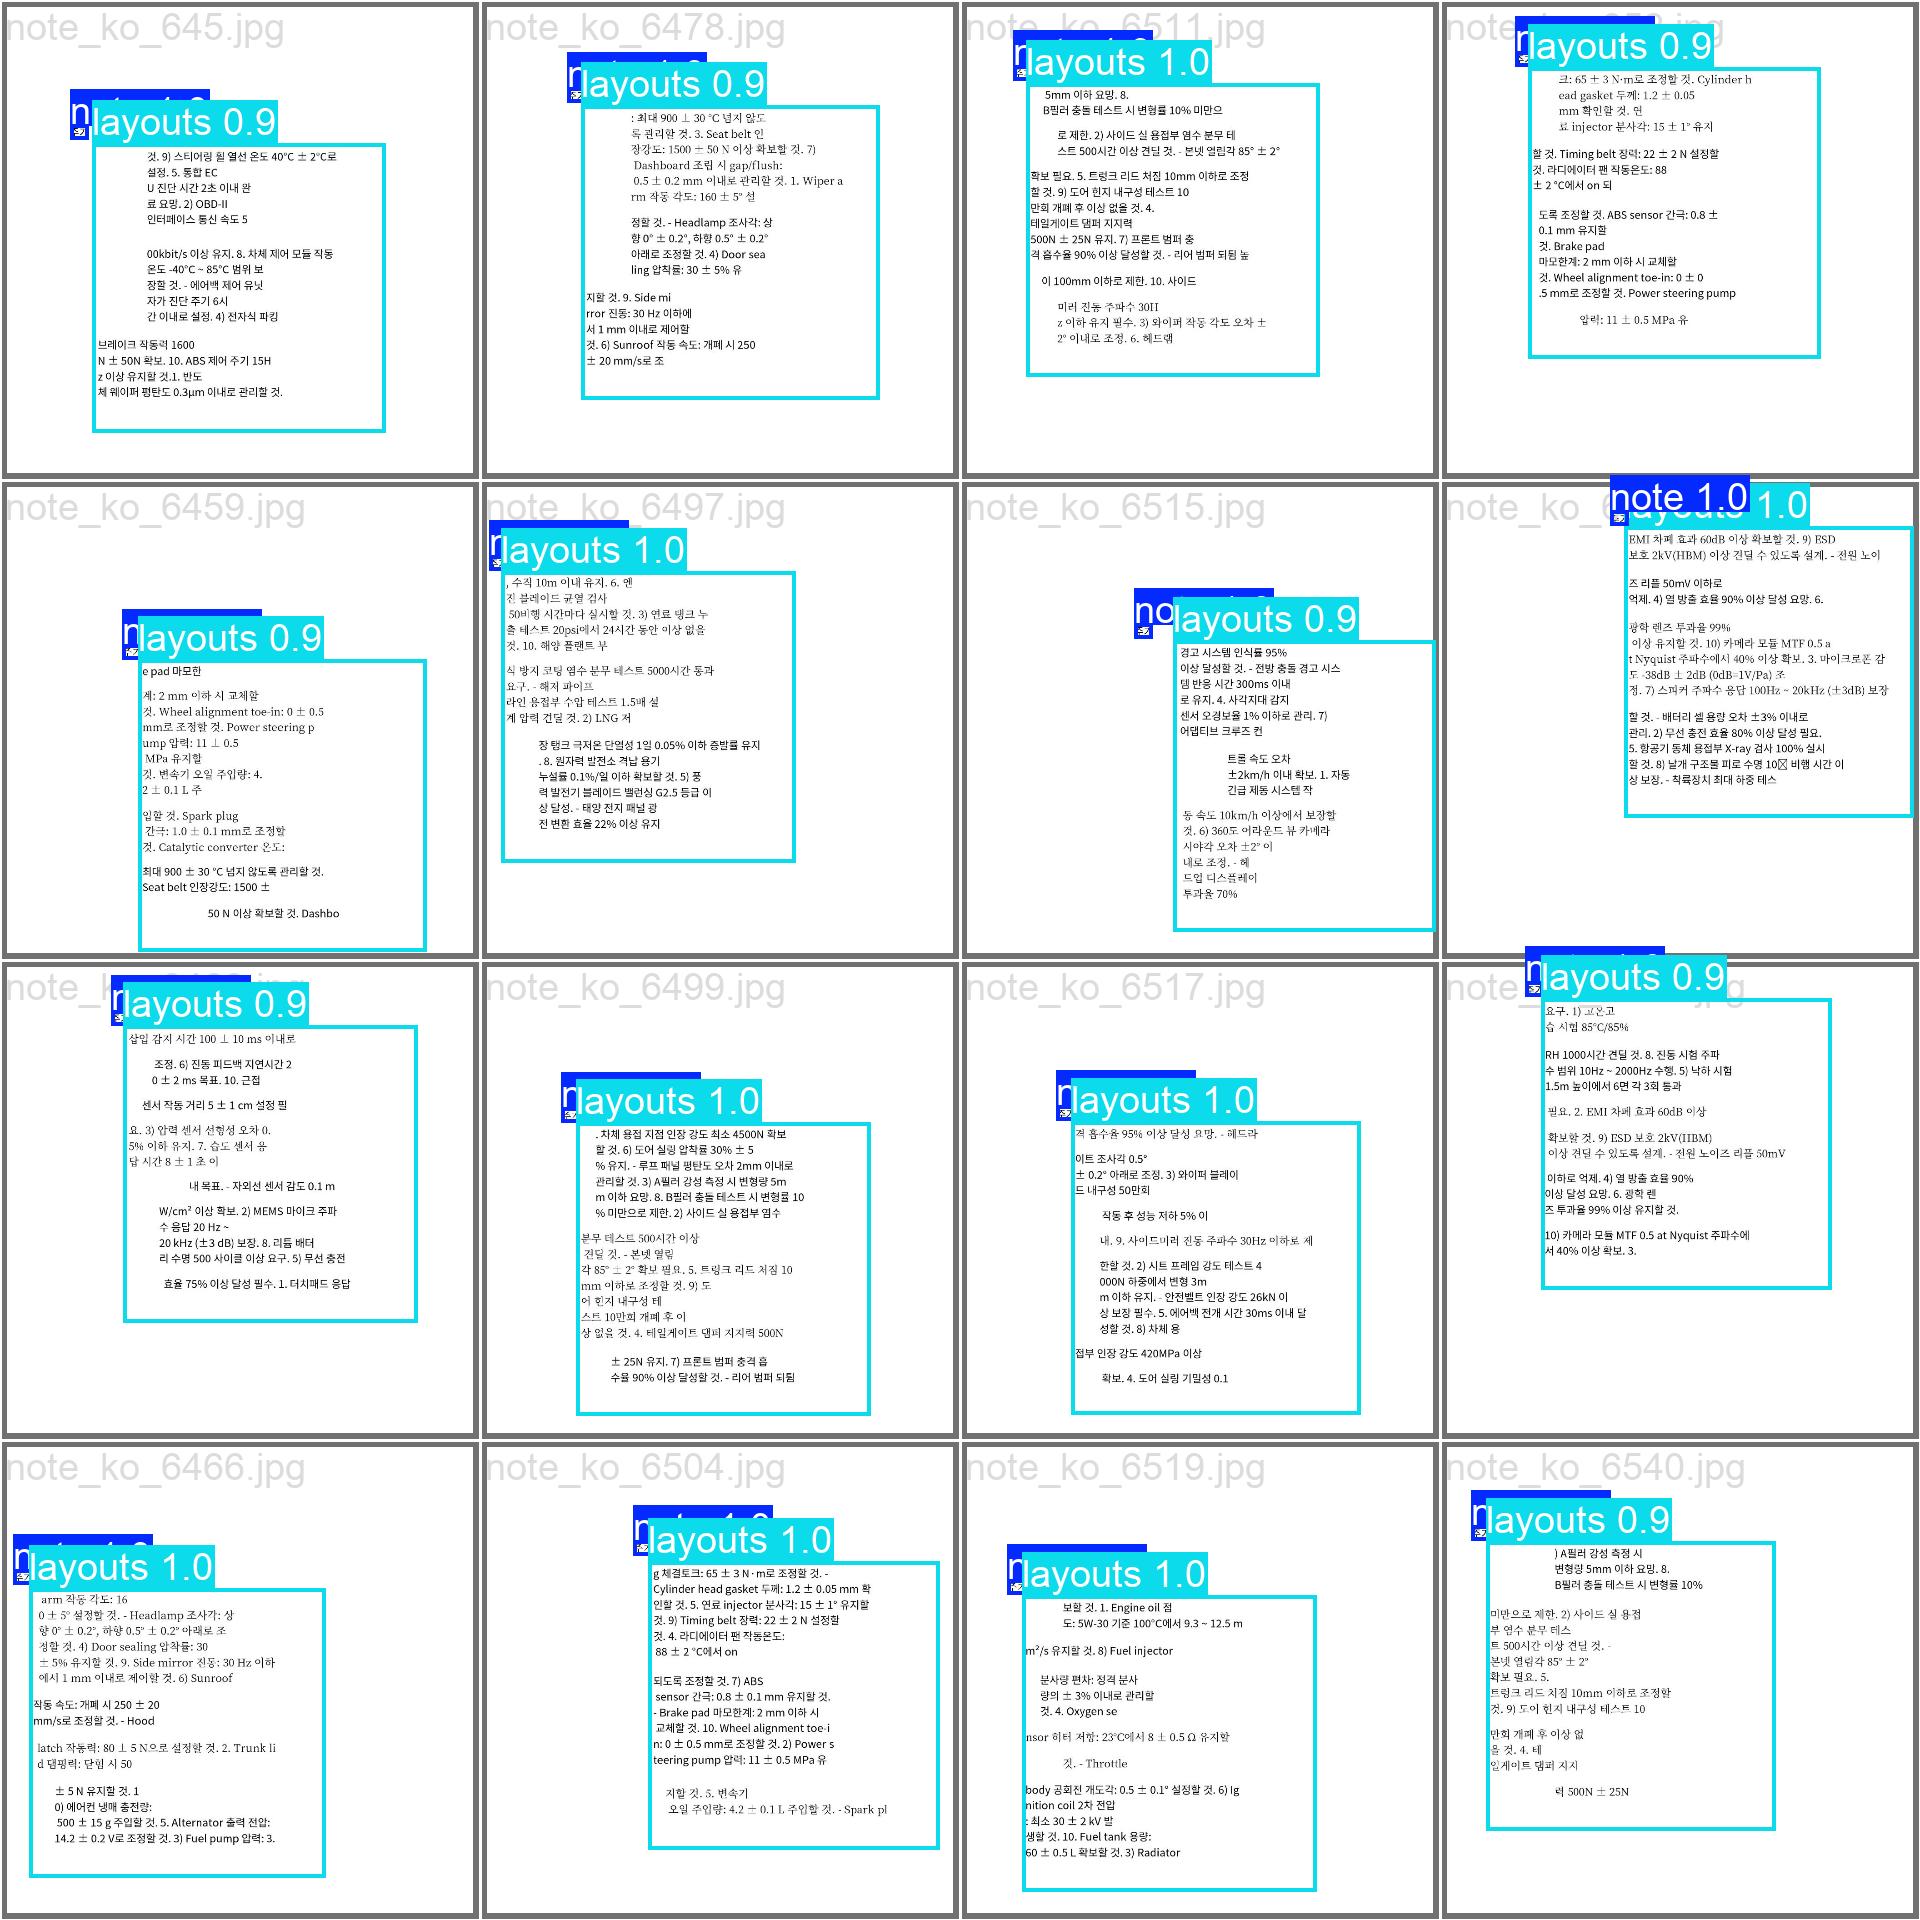 note_ko_645.jpg
layouts 0.9
것. 9) 스티어링 휠 열선 온도 40°C ± 2°C로
설정. 5. 통합 EC
U 진단 시간 2초 이내 완
료 요망. 2) OBD-II
인터페이스 통신 속도 5
00kbit/s 이상 유지. 8. 차체 제어 모듈 작동
온도 -40°C ~ 85°C 범위 보
장할 것. - 에어백 제어 유닛
자가 진단 주기 6시
간 이내로 설정. 4) 전자식 파킹
브레이크 작동력 1600
N ± 50N 확보. 10. ABS 제어 주기 15H
z 이상 유지할 것.1. 반도
체 웨이퍼 평탄도 0.3μm 이내로 관리할 것.
note_ko_6478.jpg
layouts 0.9
: 최대 900 ± 30 °C 넘지 않도
록 관리할 것. 3. Seat belt 인
장강도: 1500 ± 50 N 이상 확보할 것. 7)
Dashboard 조립 시 gap/flush:
0.5 ± 0.2 mm 이내로 관리할 것. 1. Wiper a
rm 작동 각도: 160 ± 5° 설
정할 것. - Headlamp 조사각: 상
향 0° ± 0.2°, 하향 0.5° ± 0.2°
아래로 조정할 것. 4) Door sea
ling 압착률: 30 ± 5% 유
지할 것. 9. Side mi
rror 진동: 30 Hz 이하에
서 1 mm 이내로 제어할
것. 6) Sunroof 작동 속도: 개폐 시 250
± 20 mm/s로 조
6511.jpg
layouts 1.0
5mm 이하 요망. 8.
B필러 충돌 테스트 시 변형률 10% 미만으
로 제한. 2) 사이드 실 용접부 염수 분무 테
스트 500시간 이상 견딜 것. - 본넷 열림각 85° ± 2°
확보 필요. 5. 트렁크 리드 처짐 10mm 이하로 조정
할 것. 9) 도어 힌지 내구성 테스트 10
만회 개폐 후 이상 없을 것. 4.
테일게이트 댐퍼 지지력
500N ± 25N 유지. 7) 프론트 범퍼 충
격 흡수율 90% 이상 달성할 것. - 리어 범퍼 되튐 높
이 100mm 이하로 제한. 10. 사이드
미러 진동 주파수 30H
z 이하 유지 필수. 3) 와이퍼 작동 각도 오차 ±
2° 이내로 조정. 6. 헤드램
layouts 0.9
크: 65 ± 3 N·m로 조정할 것. Cylinder h
ead gasket 두께: 1.2 ± 0.05
mm 확인할 것. 연
료 injector 분사각: 15 ± 1° 유지
할 것. Timing belt 장력: 22 ± 2 N 설정할
것. 라디에이터 팬 작동온도: 88
± 2 °C에서 on 되
도록 조정할 것. ABS sensor 간극: 0.8 ±
0.1 mm 유지할
것. Brake pad
마모한계: 2 mm 이하 시 교체할
것. Wheel alignment toe-in: 0 ± 0
.5 mm로 조정할 것. Power steering pump
압력: 11 ± 0.5 MPa 유
note_ko_6459.jpg
layouts 0.9
e pad 마모한
계: 2 mm 이하 시 교체할
것. Wheel alignment toe-in: 0 ± 0.5
mm로 조정할 것. Power steering p
ump 압력: 11 ± 0.5
MPa 유지할
것. 변속기 오일 주입량: 4.
2 ± 0.1 L 주
입할 것. Spark plug
간극: 1.0 ± 0.1 mm로 조정할
것. Catalytic converter 온도:
최대 900 ± 30 °C 넘지 않도록 관리할 것.
Seat belt 인장강도: 1500 ±
50 N 이상 확보할 것. Dashbo
note_ko_6497.jpg
layouts 1.0
, 수직 10m 이내 유지. 6. 엔
진 블레이드 균열 검사
50비행 시간마다 실시할 것. 3) 연료 탱크 누
출 테스트 20psi에서 24시간 동안 이상 없을
것. 10. 해양 플랜트 부
식 방지 코팅 염수 분무 테스트 5000시간 통과
요구. - 해저 파이프
라인 용접부 수압 테스트 1.5배 설
계 압력 견딜 것. 2) LNG 저
장 탱크 극저온 단열성 1일 0.05% 이하 증발률 유지
. 8. 원자력 발전소 격납 용기
누설률 0.1%/일 이하 확보할 것. 5) 풍
력 발전기 블레이드 밸런싱 G2.5 등급 이
상 달성. - 태양 전지 패널 광
전 변환 효율 22% 이상 유지
note_ko_6515.jpg
layouts 0.9
경고 시스템 인식률 95%
이상 달성할 것. - 전방 충돌 경고 시스
템 반응 시간 300ms 이내
로 유지. 4. 사각지대 감지
센서 오경보율 1% 이하로 관리. 7)
어댑티브 크루즈 컨
트롤 속도 오차
±2km/h 이내 확보. 1. 자동
긴급 제동 시스템 작
동 속도 10km/h 이상에서 보장할
것. 6) 360도 어라운드 뷰 카메라
시야각 오차 ±2° 이
내로 조정. - 헤
드업 디스플레이
투과율 70%
note 1.0
1.0
EMI 차폐 효과 60dB 이상 확보할 것. 9) ESD
보호 2kV(HBM) 이상 견딜 수 있도록 설계. - 전원 노이
즈 리플 50mV 이하로
억제. 4) 열 방출 효율 90% 이상 달성 요망. 6.
광학 렌즈 투과율 99%
이상 유지할 것. 10) 카메라 모듈 MTF 0.5 a
t Nyquist 주파수에서 40% 이상 확보. 3. 마이크로폰 감
도 -38dB ± 2dB (0dB=1V/Pa) 조
정. 7) 스피커 주파수 응답 100Hz ~ 20kHz (±3dB) 보장
할 것. - 배터리 셀 용량 오차 ±3% 이내로
관리. 2) 무선 충전 효율 80% 이상 달성 필요.
5. 항공기 동체 용접부 X-ray 검사 100% 실시
할 것. 8) 날개 구조물 피로 수명 10 비행 시간 이
상 보장. - 착륙장치 최대 하중 테스
layouts 0.9
삽입 감지 시간 100 ± 10 ms 이내로
조정. 6) 진동 피드백 지연시간 2
0 ± 2 ms 목표. 10. 근접
센서 작동 거리 5 ± 1 cm 설정 필
요. 3) 압력 센서 선형성 오차 0.
5% 이하 유지. 7. 습도 센서 응
답 시간 8 ± 1 초 이
내 목표. - 자외선 센서 감도 0.1 m
W/cm² 이상 확보. 2) MEMS 마이크 주파
수 응답 20 Hz ~
20 kHz (±3 dB) 보장. 8. 리튬 배터
리 수명 500 사이클 이상 요구. 5) 무선 충전
효율 75% 이상 달성 필수. 1. 터치패드 응답
note_ko_6499.jpg
layouts 1.0
. 차체 용접 지점 인장 강도 최소 4500N 확보
할 것. 6) 도어 실링 압착률 30% ± 5
% 유지. - 루프 패널 평탄도 오차 2mm 이내로
관리할 것. 3) A필러 강성 측정 시 변형량 5m
m 이하 요망. 8. B필러 충돌 테스트 시 변형률 10
% 미만으로 제한. 2) 사이드 실 용접부 염수
분무 테스트 500시간 이상
견딜 것. - 본넷 열림
각 85° ± 2° 확보 필요. 5. 트렁크 리드 처짐 10
mm 이하로 조정할 것. 9) 도
어 힌지 내구성 테
스트 10만회 개폐 후 이
상 없을 것. 4. 테일게이트 댐퍼 지지력 500N
± 25N 유지. 7) 프론트 범퍼 충격 흡
수율 90% 이상 달성할 것. - 리어 범퍼 되튐
note_ko_6517.jpg
layouts 1.0
격 흡수율 95% 이상 달성 요망. - 헤드라
이트 조사각 0.5°
± 0.2° 아래로 조정. 3) 와이퍼 블레이
드 내구성 50만회
작동 후 성능 저하 5% 이
내. 9. 사이드미러 진동 주파수 30Hz 이하로 제
한할 것. 2) 시트 프레임 강도 테스트 4
000N 하중에서 변형 3m
m 이하 유지. - 안전벨트 인장 강도 26kN 이
상 보장 필수. 5. 에어백 전개 시간 30ms 이내 달
성할 것. 8) 차체 용
접부 인장 강도 420MPa 이상
확보. 4. 도어 실링 기밀성 0.1
layouts 0.9
요구. 1) 고온고
습 시험 85°C/85%
RH 1000시간 견딜 것. 8. 진동 시험 주파
수 범위 10Hz ~ 2000Hz 수행. 5) 낙하 시험
1.5m 높이에서 6면 각 3회 통과
필요. 2. EMI 차폐 효과 60dB 이상
확보할 것. 9) ESD 보호 2kV(HBM)
이상 견딜 수 있도록 설계. - 전원 노이즈 리플 50mV
이하로 억제. 4) 열 방출 효율 90%
이상 달성 요망. 6. 광학 렌
즈 투과율 99% 이상 유지할 것.
10) 카메라 모듈 MTF 0.5 at Nyquist 주파수에
서 40% 이상 확보. 3.
note_ko_6466.jpg
layouts 1.0
arm 작동 각도: 16
0 ± 5° 설정할 것. - Headlamp 조사각: 상
향 0° ± 0.2°, 하향 0.5° ± 0.2° 아래로 조
정할 것. 4) Door sealing 압착률: 30
± 5% 유지할 것. 9. Side mirror 진동: 30 Hz 이하
에서 1 mm 이내로 제어할 것. 6) Sunroof
작동 속도: 개폐 시 250 ± 20
mm/s로 조정할 것. - Hood
latch 작동력: 80 ± 5 N으로 설정할 것. 2. Trunk li
d 댐핑력: 닫힘 시 50
± 5 N 유지할 것. 1
0) 에어컨 냉매 충전량:
500 ± 15 g 주입할 것. 5. Alternator 출력 전압:
14.2 ± 0.2 V로 조정할 것. 3) Fuel pump 압력: 3.
note_ko_6504.jpg
layouts 1.0
g 체결토크: 65 ± 3 N·m로 조정할 것. -
Cylinder head gasket 두께: 1.2 ± 0.05 mm 확
인할 것. 5. 연료 injector 분사각: 15 ± 1° 유지할
것. 9) Timing belt 장력: 22 ± 2 N 설정할
것. 4. 라디에이터 팬 작동온도:
88 ± 2 °C에서 on
되도록 조정할 것. 7) ABS
sensor 간극: 0.8 ± 0.1 mm 유지할 것.
- Brake pad 마모한계: 2 mm 이하 시
교체할 것. 10. Wheel alignment toe-i
n: 0 ± 0.5 mm로 조정할 것. 2) Power s
teering pump 압력: 11 ± 0.5 MPa 유
지할 것. 5. 변속기
오일 주입량: 4.2 ± 0.1 L 주입할 것. - Spark pl
note_ko_6519.jpg
layouts 1.0
보할 것. 1. Engine oil 점
도: 5W-30 기준 100°C에서 9.3 ~ 12.5 m
m²/s 유지할 것. 8) Fuel injector
분사량 편차: 정격 분사
량의 ± 3% 이내로 관리할
것. 4. Oxygen se
nsor 히터 저항: 23°C에서 8 ± 0.5 Ω 유지할
것. - Throttle
body 공회전 개도각: 0.5 ± 0.1° 설정할 것. 6) Ig
nition coil 2차 전압
: 최소 30 ± 2 kV 발
생할 것. 10. Fuel tank 용량:
60 ± 0.5 L 확보할 것. 3) Radiator
note_ko_6540.jpg
layouts 0.9
) A필러 강성 측정 시
변형량 5mm 이하 요망. 8.
B필러 충돌 테스트 시 변형률 10%
미만으로 제한. 2) 사이드 실 용접
부 염수 분무 테스
트 500시간 이상 견딜 것. -
본넷 열림각 85° ± 2°
확보 필요. 5.
트렁크 리드 처짐 10mm 이하로 조정할
것. 9) 도어 힌지 내구성 테스트 10
만회 개폐 후 이상 없
을 것. 4. 테
일게이트 댐퍼 지지
력 500N ± 25N